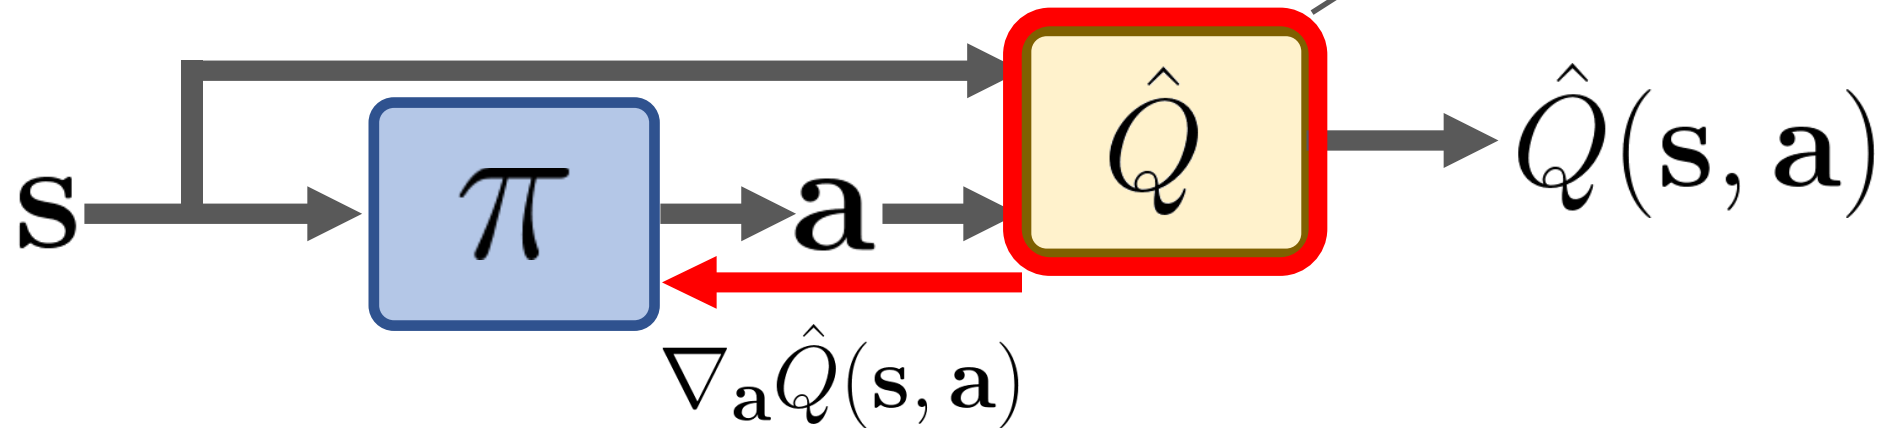 s
π
a
Q̂
Q̂(s, a)
∇ₐQ̂(s, a)